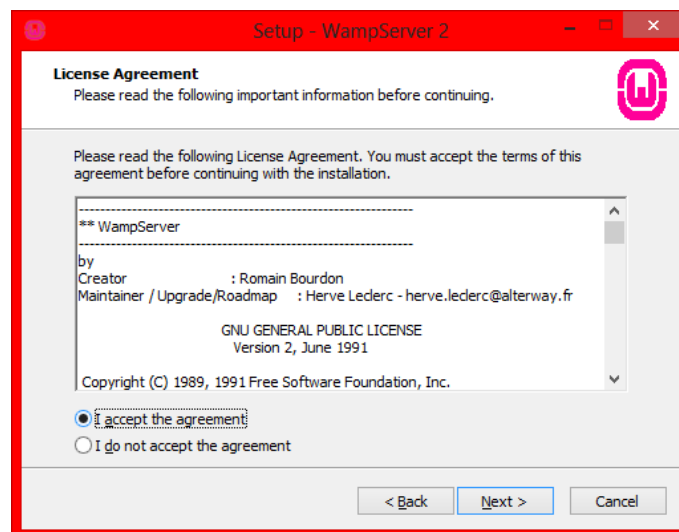 Setup - WampServer 2
License Agreement
Please read the following important information before continuing.
Please read the following License Agreement. You must accept the terms of this
agreement before continuing with the installation.
------------------------------------------------------------
** WampServer
------------------------------------------------------------
by
Creator : Romain Bourdon
Maintainer / Upgrade/Roadmap : Herve Leclerc - herve.leclerc@alterway.fr
GNU GENERAL PUBLIC LICENSE
Version 2, June 1991
Copyright (C) 1989, 1991 Free Software Foundation, Inc.
I accept the agreement
I do not accept the agreement
< Back Next > Cancel